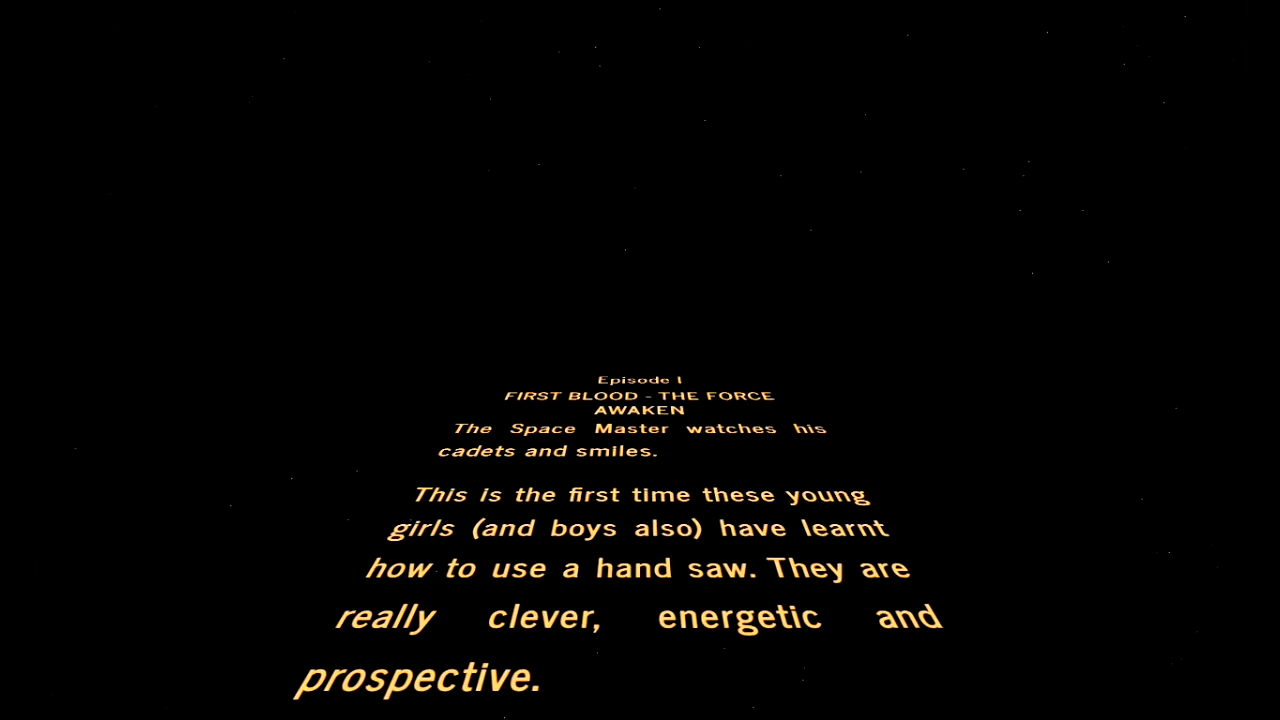 Episode I
FIRST BLOOD - THE FORCE
AWAKEN
The Space Master watches his
cadets and smiles.
This is the first time these young
girls (and boys also) have learnt
how to use a hand saw. They are
really clever, energetic and
prospective.